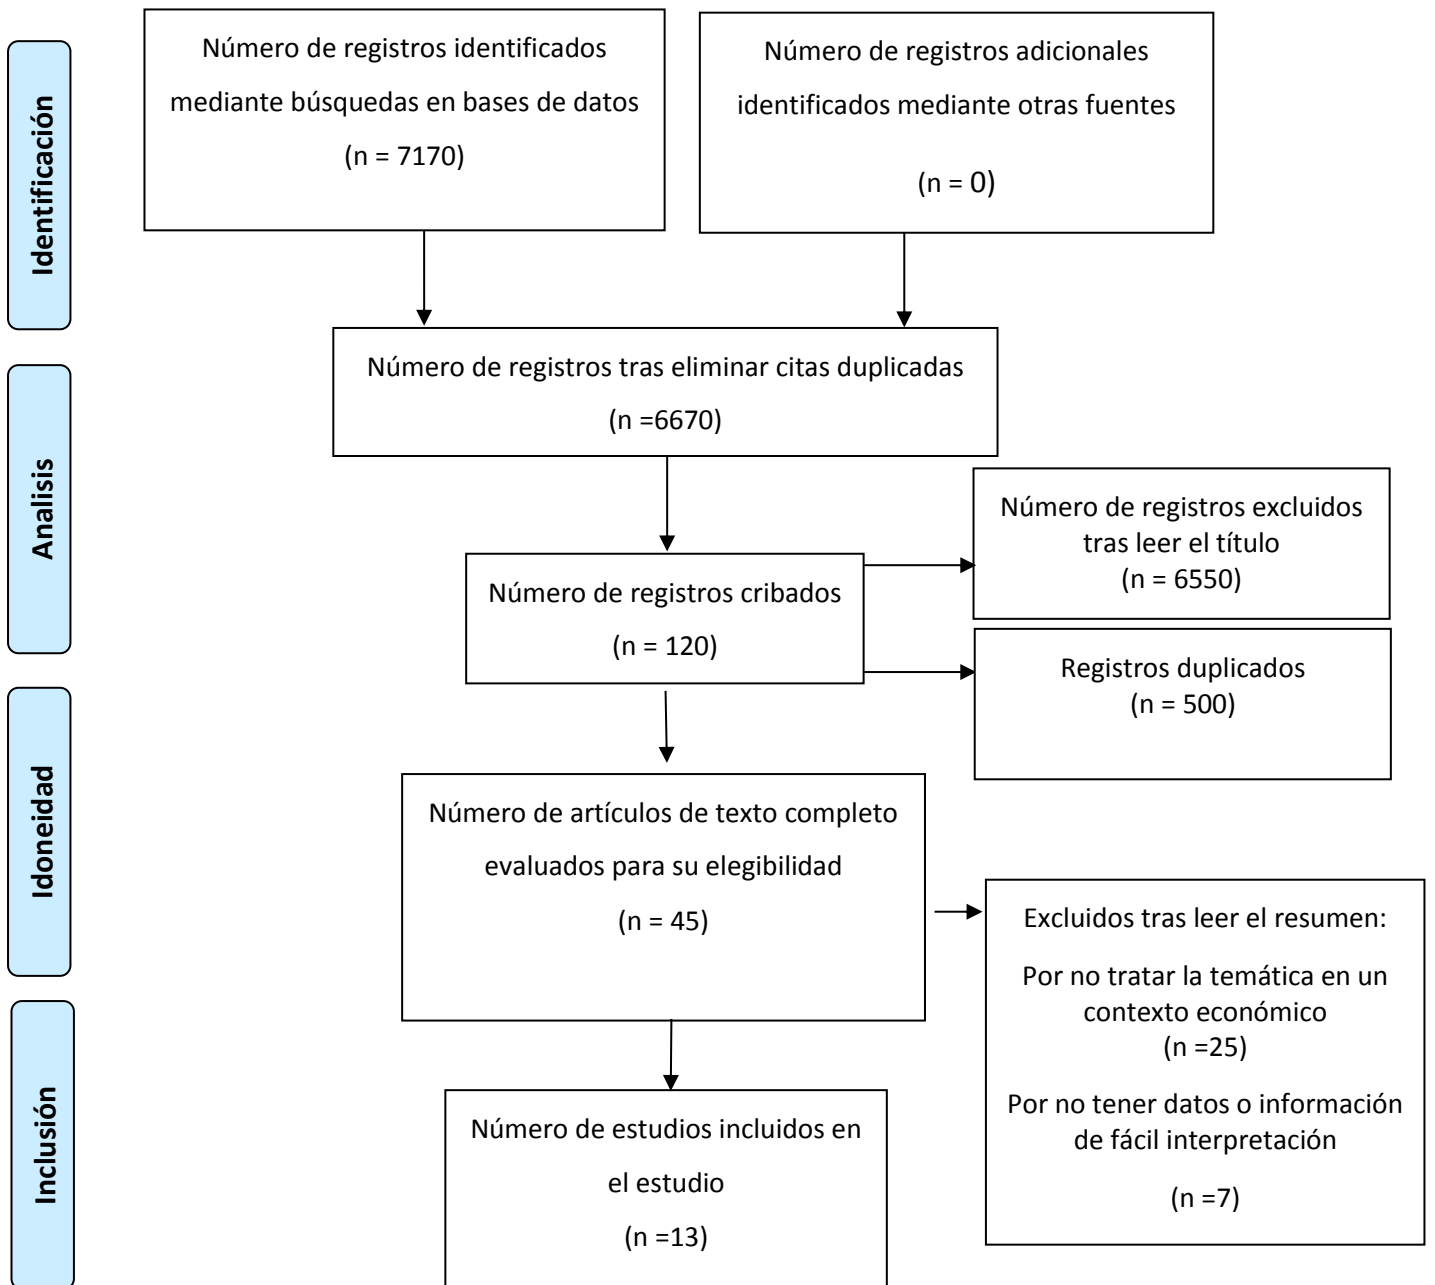 Identificación
Número de registros identificados
mediante búsquedas en bases de datos
(n = 7170)
Número de registros adicionales
identificados mediante otras fuentes
(n = 0)
Número de registros tras eliminar citas duplicadas
(n =6670)
Analisis
Número de registros cribados
(n = 120)
Número de registros excluidos
tras leer el título
(n = 6550)
Registros duplicados
(n = 500)
Idoneidad
Número de artículos de texto completo
evaluados para su elegibilidad
(n = 45)
Excluidos tras leer el resumen:
Por no tratar la temática en un
contexto económico
(n =25)
Por no tener datos o información
de fácil interpretación
(n =7)
Inclusión
Número de estudios incluidos en
el estudio
(n =13)